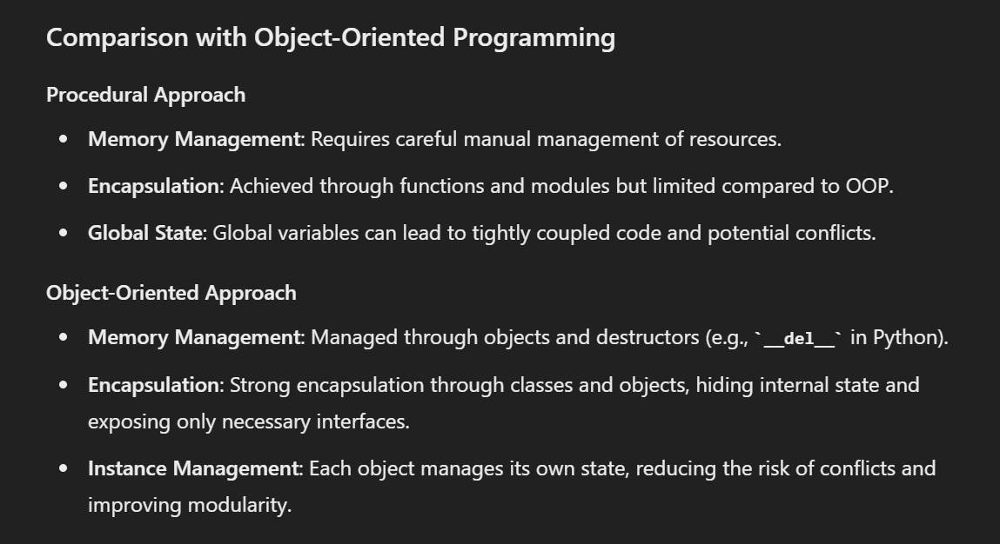 Comparison with Object-Oriented Programming
Procedural Approach
• Memory Management: Requires careful manual management of resources.
• Encapsulation: Achieved through functions and modules but limited compared to OOP.
• Global State: Global variables can lead to tightly coupled code and potential conflicts.
Object-Oriented Approach
• Memory Management: Managed through objects and destructors (e.g., `__del__` in Python).
• Encapsulation: Strong encapsulation through classes and objects, hiding internal state and
exposing only necessary interfaces.
• Instance Management: Each object manages its own state, reducing the risk of conflicts and
improving modularity.